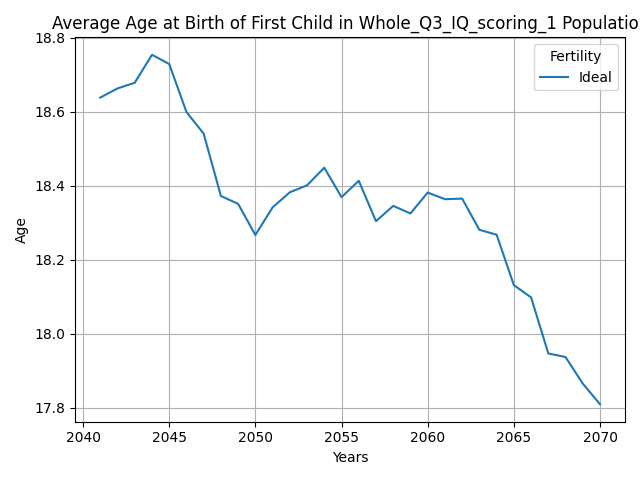 Average Age at Birth of First Child in Whole_Q3_IQ_scoring_1 Populatio
18.8
18.6
18.4
18.2
18.0
17.8
Age
Fertility
Ideal
2040 2045 2050 2055 2060 2065 2070
Years